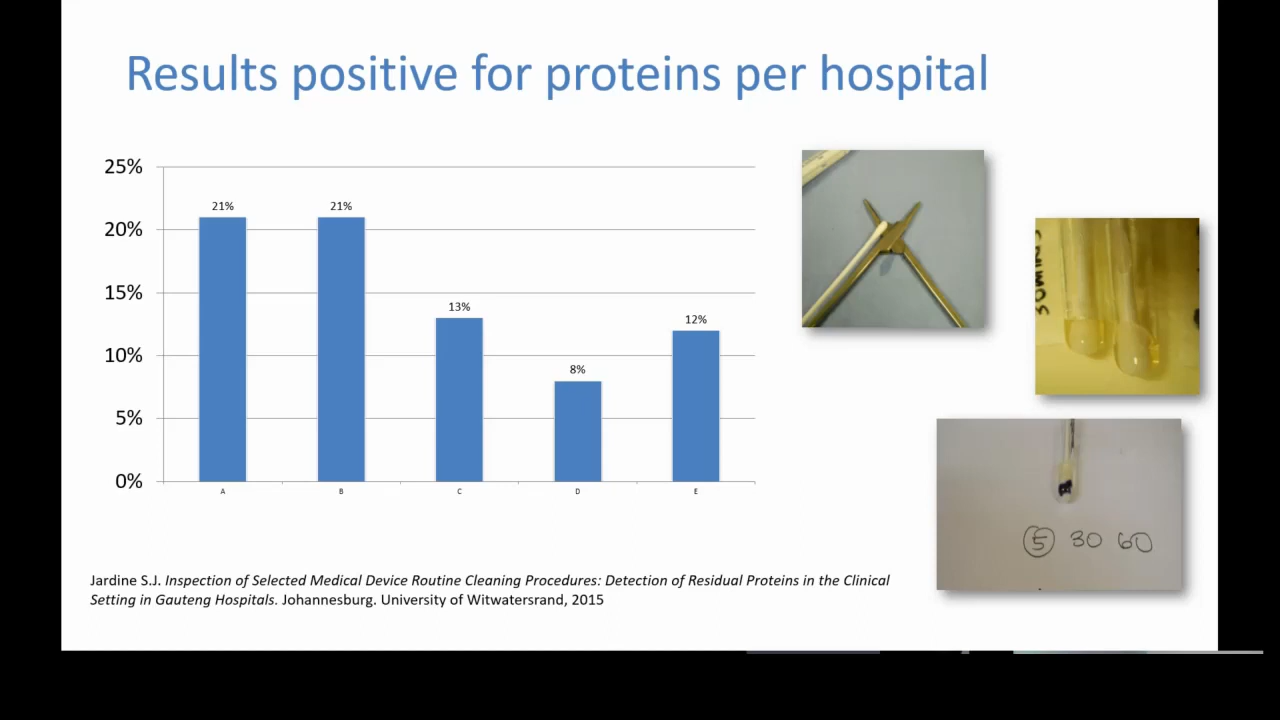 Results positive for proteins per hospital
25%
20%
15%
10%
5%
0%
21%
21%
13%
8%
12%
A
B
C
D
E
30MINS
5 30 60
Jardine S.J. Inspection of Selected Medical Device Routine Cleaning Procedures: Detection of Residual Proteins in the Clinical
Setting in Gauteng Hospitals. Johannesburg. University of Witwatersrand, 2015